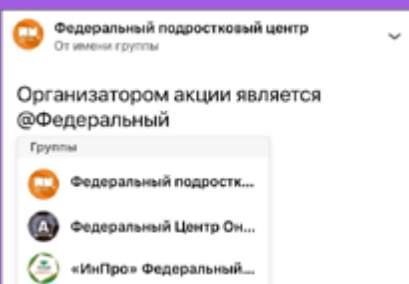 Федеральный подростковый центр
От имени группы
Организатором акции является
@Федеральный
Группы
Федеральный подростк...
Федеральный Центр Он...
«ИнПро» Федеральный...